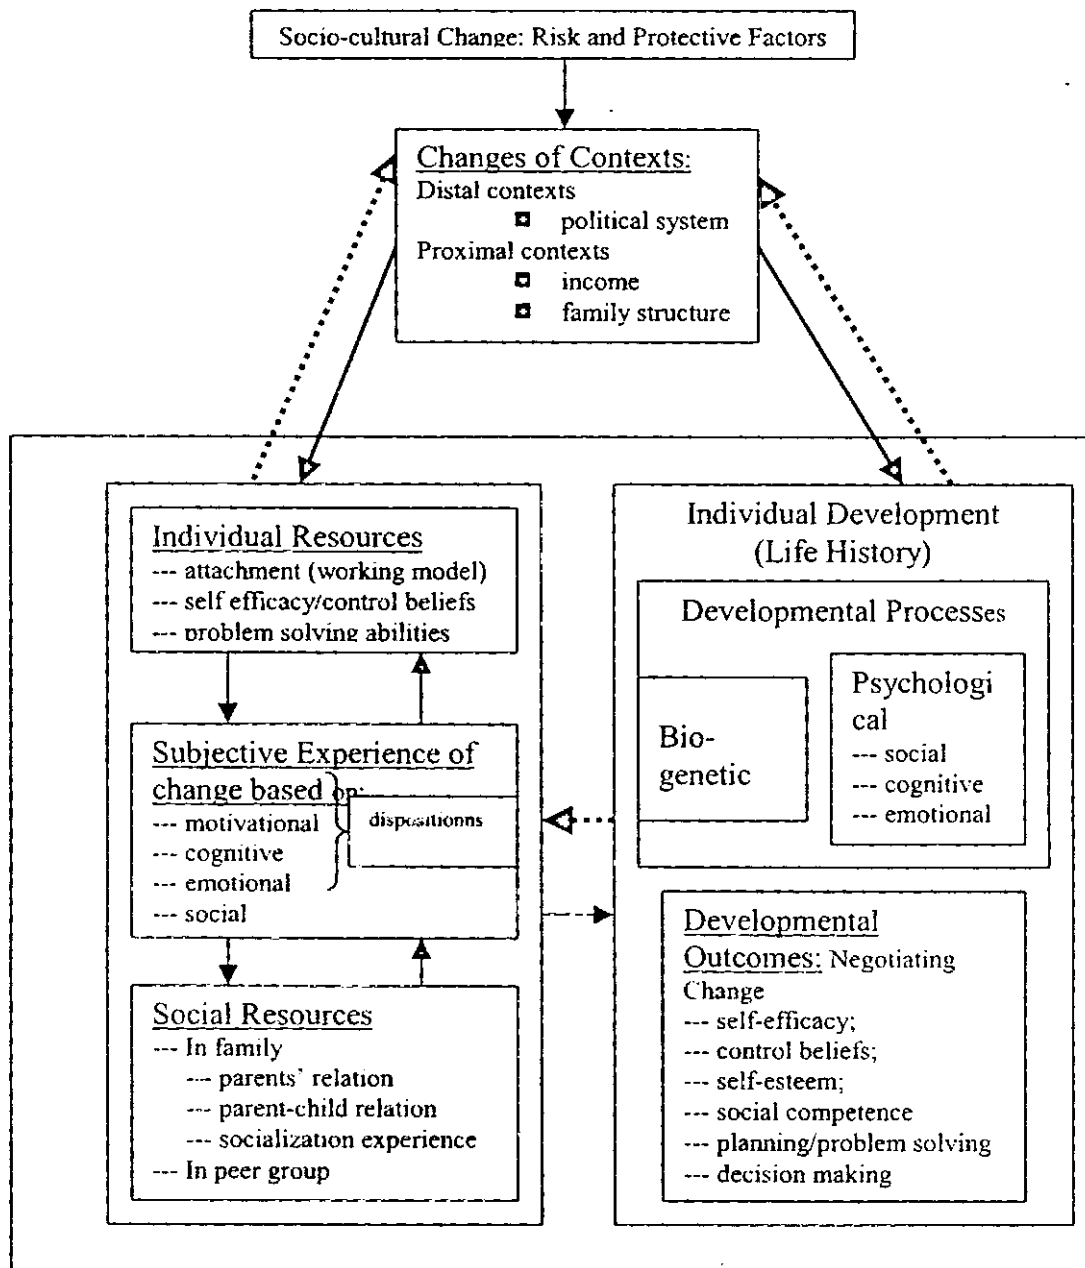 Socio-cultural Change: Risk and Protective Factors
Changes of Contexts:
Distal contexts
political system
Proximal contexts
income
family structure
Individual Resources
--- attachment (working model)
--- self efficacy/control beliefs
--- problem solving abilities
Subjective Experience of
change based on:
--- motivational
--- cognitive
--- emotional
--- social
dispositionns
Social Resources
--- In family
--- parents' relation
--- parent-child relation
--- socialization experience
--- In peer group
Individual Development
(Life History)
Developmental Processes
Bio-
genetic
Psychologi
cal
--- social
--- cognitive
--- emotional
Developmental
Outcomes: Negotiating
Change
--- self-efficacy;
--- control beliefs;
--- self-esteem;
--- social competence
--- planning/problem solving
--- decision making